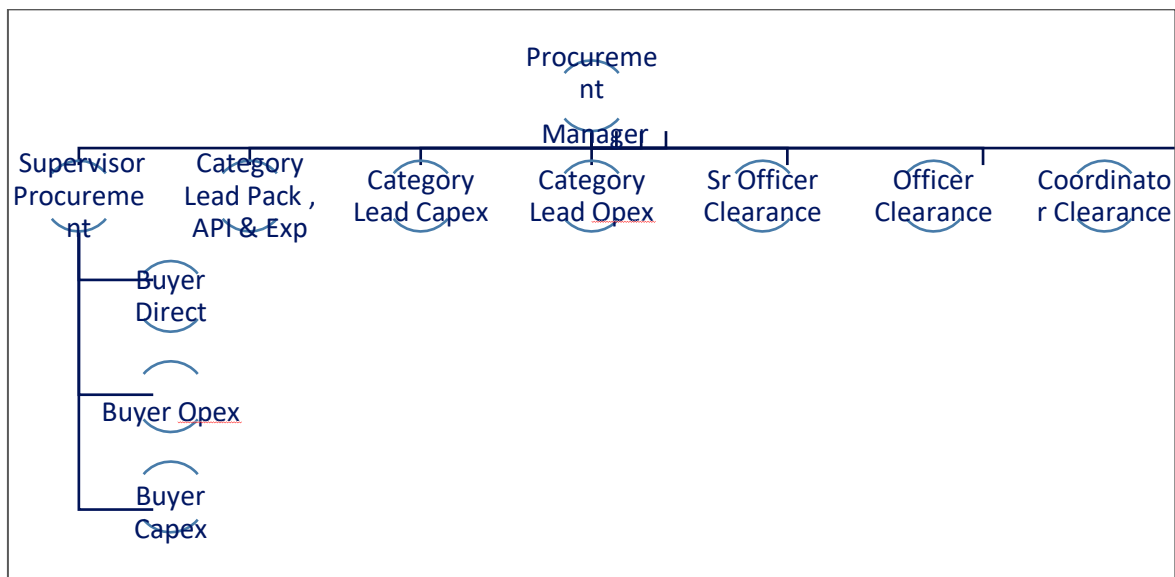 Procureme
nt
Manager
Supervisor
Procureme
nt
Category
Lead Pack ,
API & Exp
Category
Lead Capex
Category
Lead Opex
Sr Officer
Clearance
Officer
Clearance
Coordinato
r Clearance
Buyer
Direct
Buyer Opex
Buyer
Capex